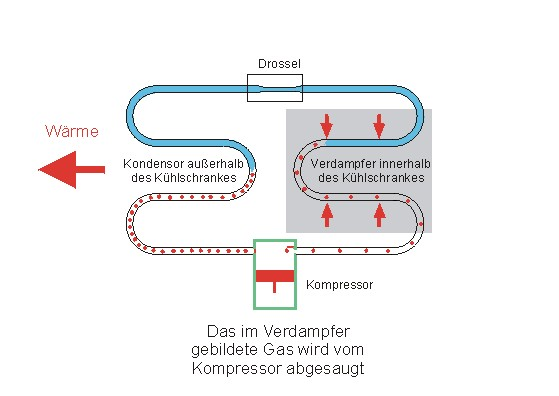 Drossel
Wärme
Kondensor außerhalb
des Kühlschrankes
Verdampfer innerhalb
des Kühlschrankes
Kompressor
Das im Verdampfer
gebildete Gas wird vom
Kompressor abgesaugt